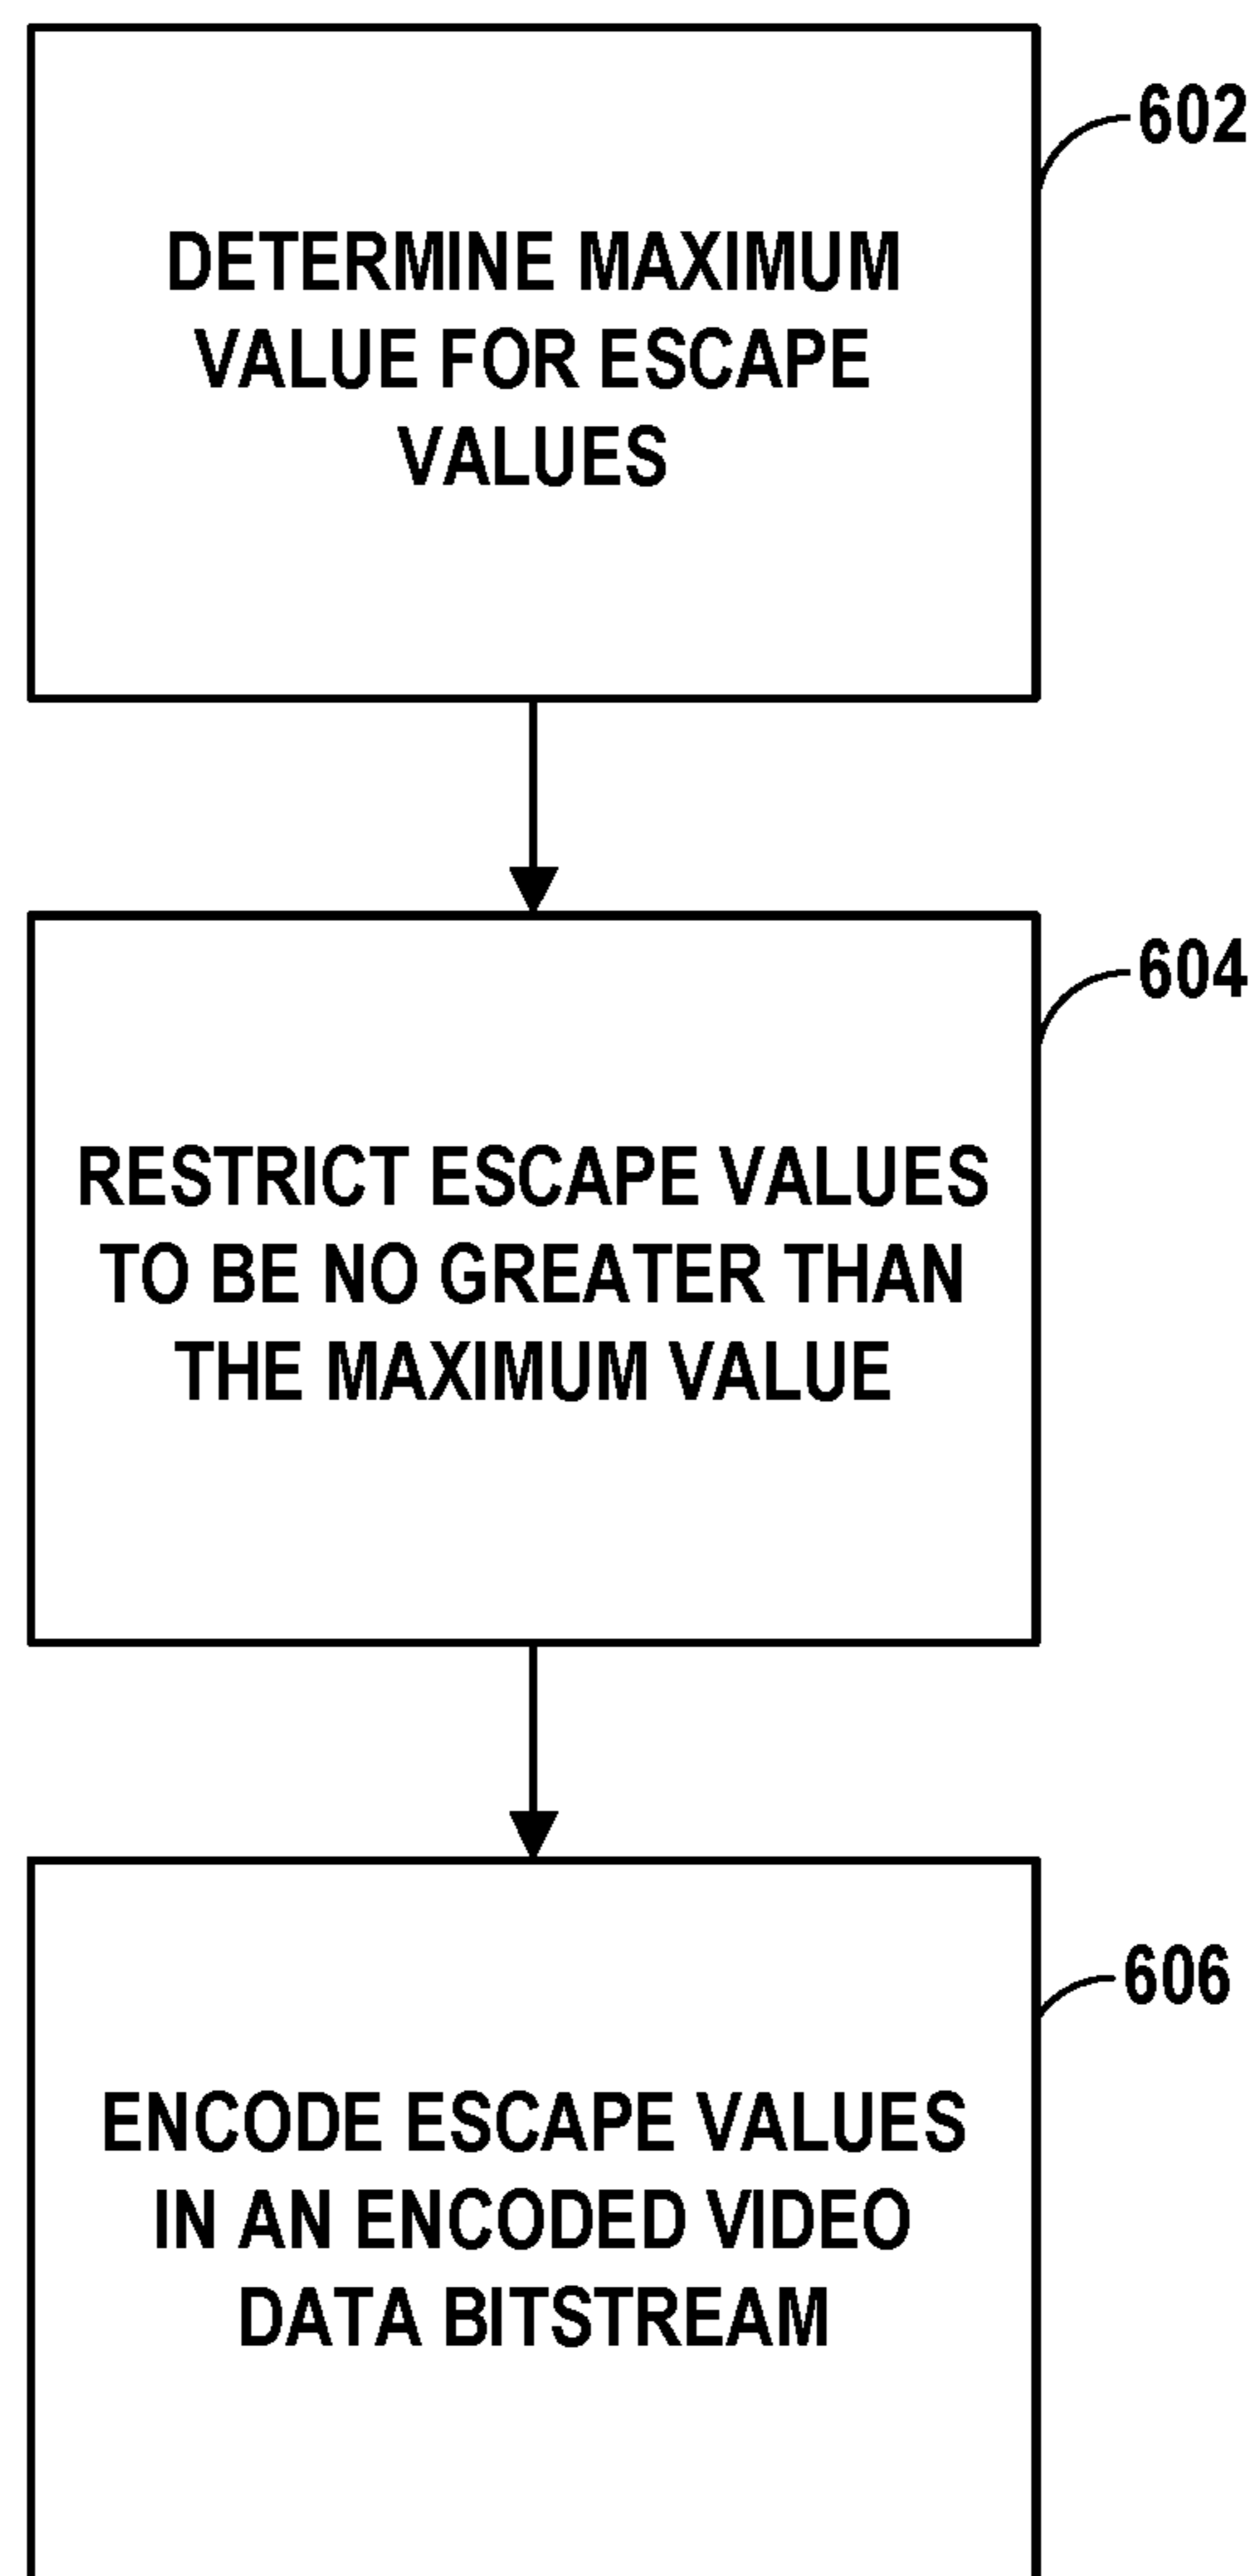 602
DETERMINE MAXIMUM
VALUE FOR ESCAPE
VALUES
604
RESTRICT ESCAPE VALUES
TO BE NO GREATER THAN
THE MAXIMUM VALUE
606
ENCODE ESCAPE VALUES
IN AN ENCODED VIDEO
DATA BITSTREAM